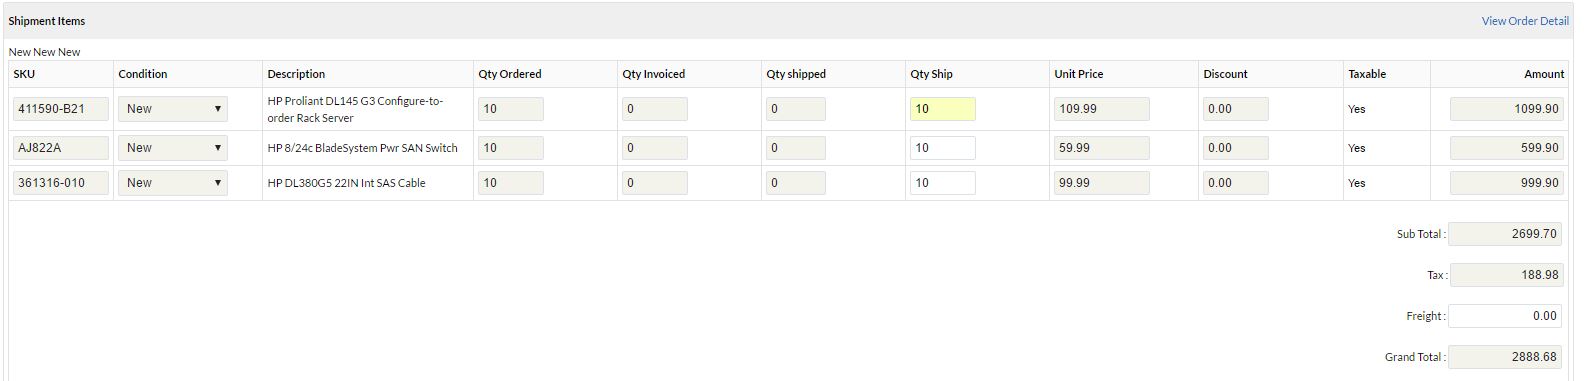 Shipment Items View Order Detail
New New New
SKU Condition Description Qty Ordered Qty Invoiced Qty shipped Qty Ship Unit Price Discount Taxable Amount
411590-B21 New HP Proliant DL145 G3 Configure-to-order Rack Server 10 0 0 10 109.99 0.00 Yes 1099.90
AJ822A New HP 8/24c BladeSystem Pwr SAN Switch 10 0 0 10 59.99 0.00 Yes 599.90
361316-010 New HP DL380G5 22IN Int SAS Cable 10 0 0 10 99.99 0.00 Yes 999.90
Sub Total : 2699.70
Tax : 188.98
Freight : 0.00
Grand Total : 2888.68